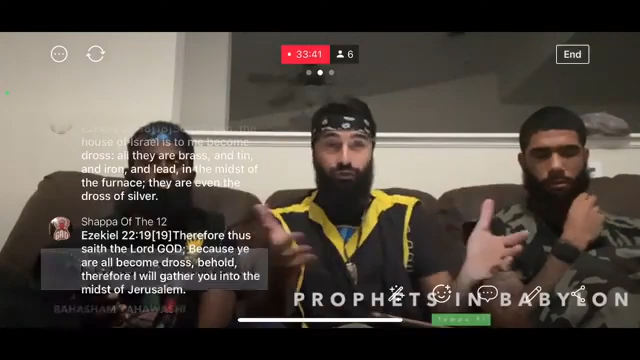 33:41
6
End
house of Israel is to me become
dross: all they are brass, and tin,
and iron, and lead, in the midst of
the furnace; they are even the
dross of silver.
Shappa Of The 12
Ezekiel 22:19[19]Therefore thus
saith the Lord GOD; Because ye
are all become dross, behold,
therefore I will gather you into the
midst of Jerusalem.
PROPHETS IN BABYLON
BAHASHAM YAHAWASHI